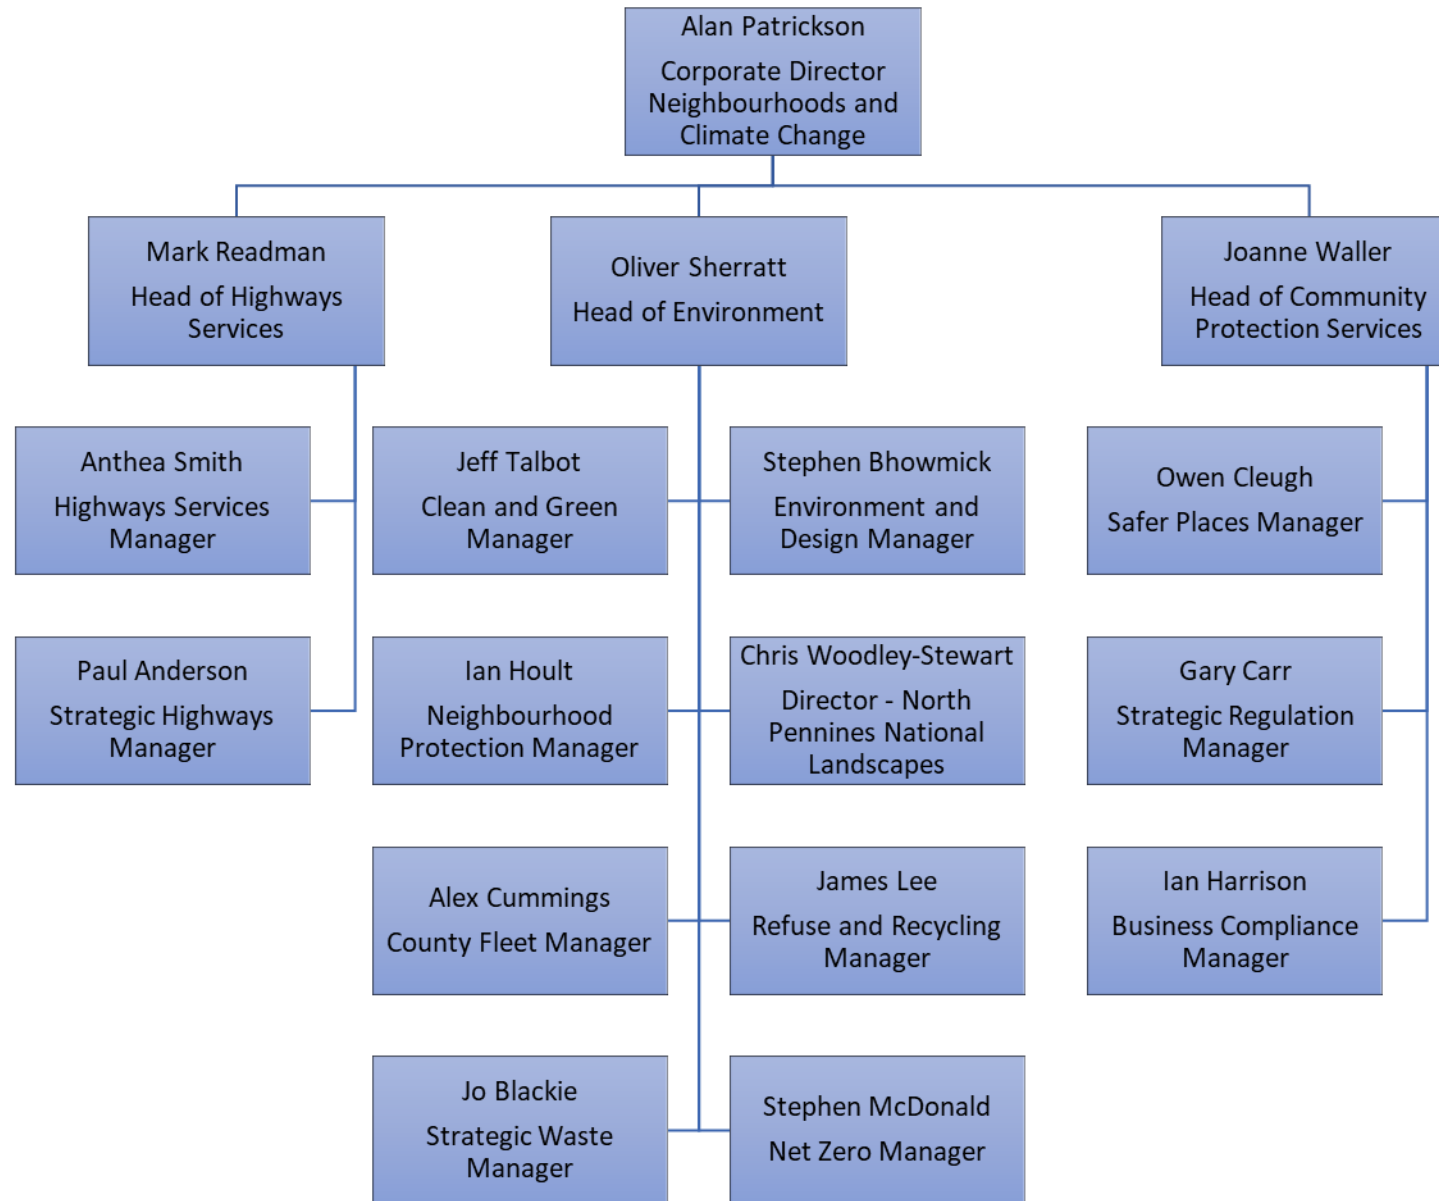 Alan Patrickson
Corporate Director
Neighbourhoods and
Climate Change
Mark Readman
Head of Highways
Services
Oliver Sherratt
Head of Environment
Joanne Waller
Head of Community
Protection Services
Anthea Smith
Highways Services
Manager
Jeff Talbot
Clean and Green
Manager
Stephen Bhowmick
Environment and
Design Manager
Owen Cleugh
Safer Places Manager
Paul Anderson
Strategic Highways
Manager
Ian Hoult
Neighbourhood
Protection Manager
Chris Woodley-Stewart
Director - North
Pennines National
Landscapes
Gary Carr
Strategic Regulation
Manager
Alex Cummings
County Fleet Manager
James Lee
Refuse and Recycling
Manager
Ian Harrison
Business Compliance
Manager
Jo Blackie
Strategic Waste
Manager
Stephen McDonald
Net Zero Manager